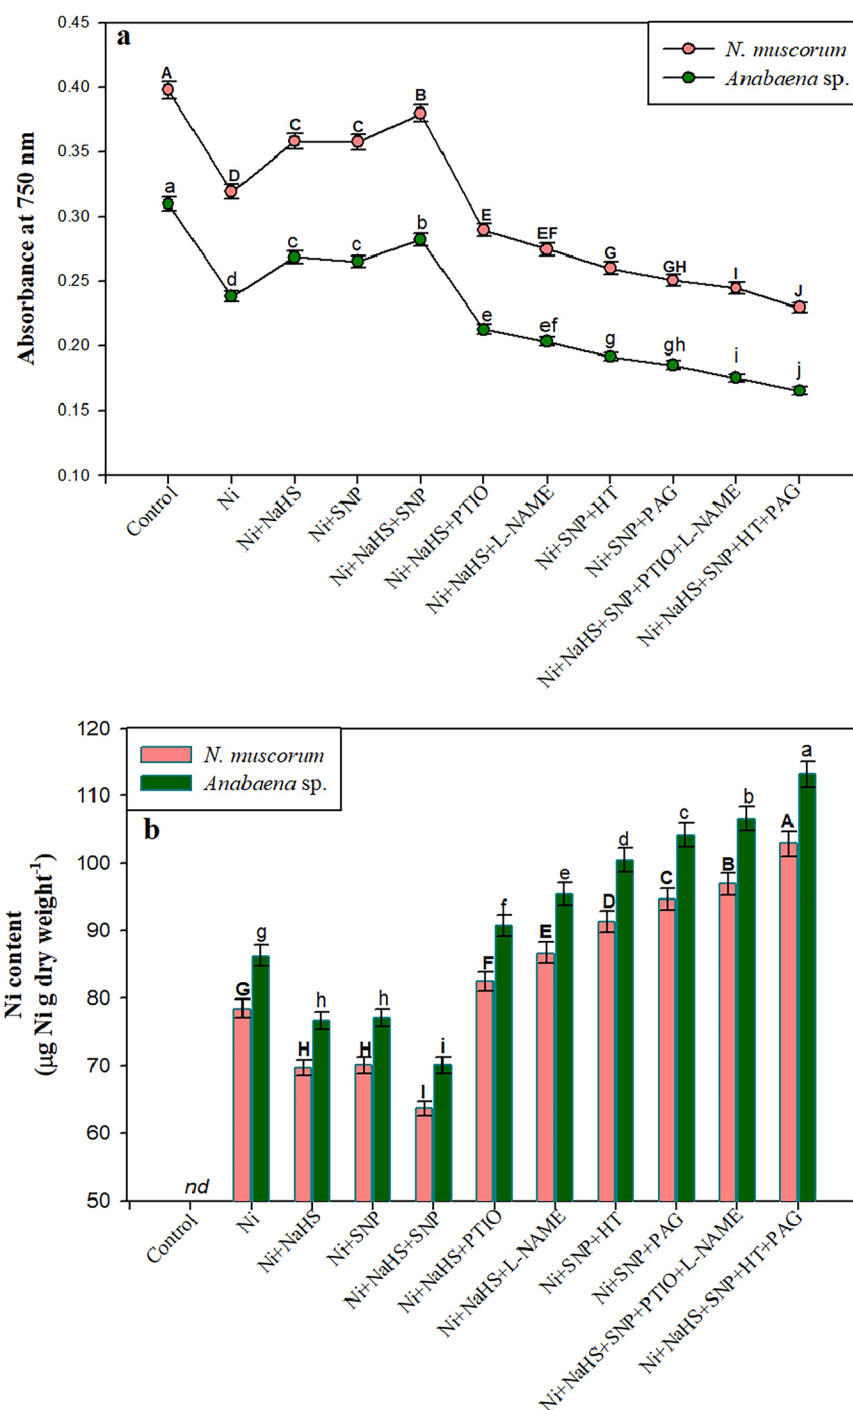 a
N. muscorum
Anabaena sp.
Absorbance at 750 nm
0.45
0.40
0.35
0.30
0.25
0.20
0.15
0.10
A
D
C
C
B
E
EF
G
GH
I
J
a
d
c
c
b
e
ef
g
gh
i
j
Control
Ni
Ni+NaHS
Ni+SNP
Ni+NaHS+SNP
Ni+NaHS+PTIO
Ni+NaHS+L-NAME
Ni+SNP+HT
Ni+SNP+PAG
Ni+NaHS+SNP+PTIO+L-NAME
Ni+NaHS+SNP+HT+PAG
N. muscorum
Anabaena sp.
b
Ni content
(µg Ni g dry weight⁻¹)
120
110
100
90
80
70
60
50
nd
G
g
H
h
H
h
I
i
F
f
E
e
D
d
C
c
B
b
A
a
Control
Ni
Ni+NaHS
Ni+SNP
Ni+NaHS+SNP
Ni+NaHS+PTIO
Ni+NaHS+L-NAME
Ni+SNP+HT
Ni+SNP+PAG
Ni+NaHS+SNP+PTIO+L-NAME
Ni+NaHS+SNP+HT+PAG